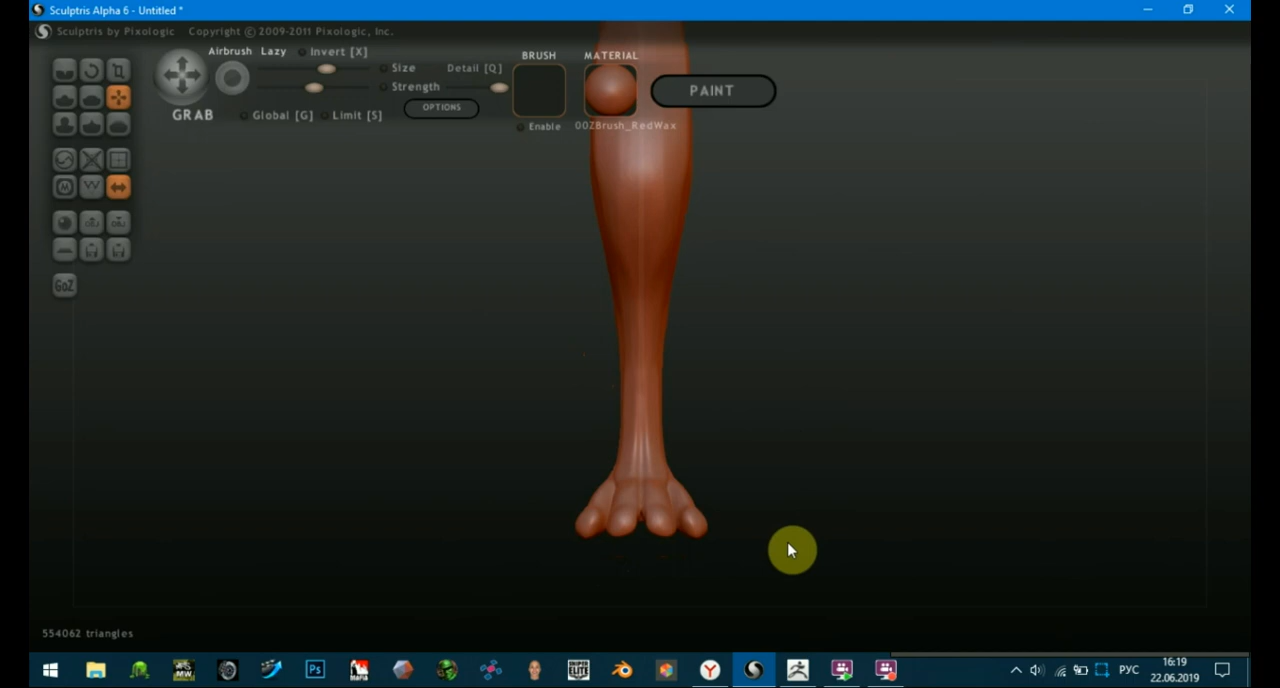 Sculptris Alpha 6 - Untitled *
Sculptris by Pixologic Copyright © 2009-2011 Pixologic, Inc.
Airbrush Lazy Invert [X]
BRUSH MATERIAL
Size Detail [Q]
Strength
PAINT
OPTIONS
GRAB Global [G] Limit [S]
Enable 00ZBrush_RedWax
GoZ
554062 triangles
Ps
РУС
16:19
22.06.2019